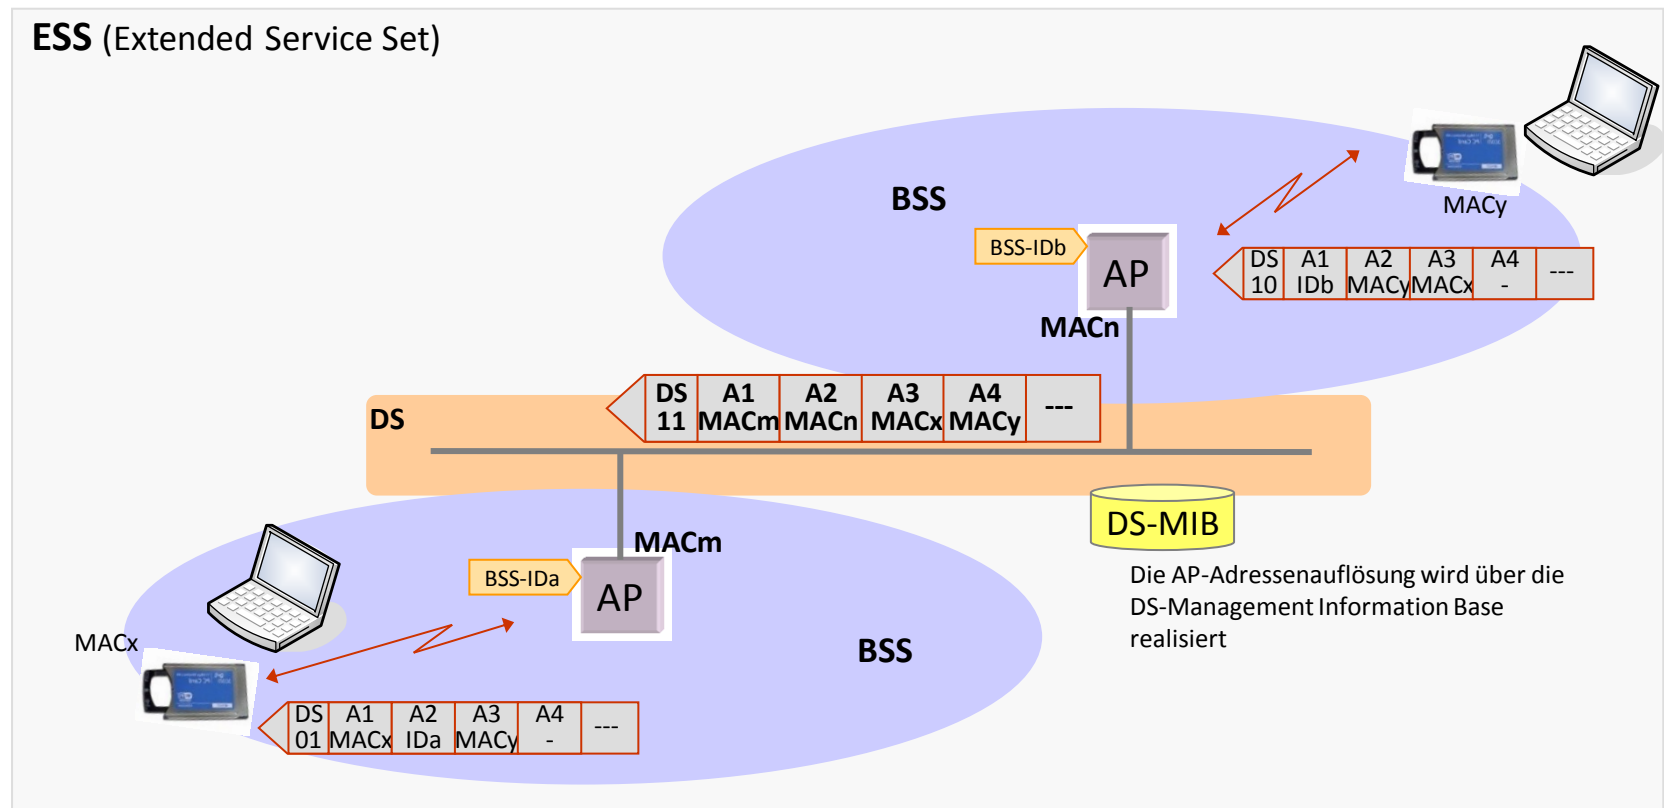 ESS (Extended Service Set)
BSS
MACy
BSS-IDb
AP
MACn
DS 10
A1 IDb
A2 MACy
A3 MACx
A4 -
---
DS
DS 11
A1 MACm
A2 MACn
A3 MACx
A4 MACy
---
DS-MIB
Die AP-Adressenauflösung wird über die
DS-Management Information Base
realisiert
MACm
BSS-IDa
AP
MACx
BSS
DS 01
A1 MACx
A2 IDa
A3 MACy
A4 -
---